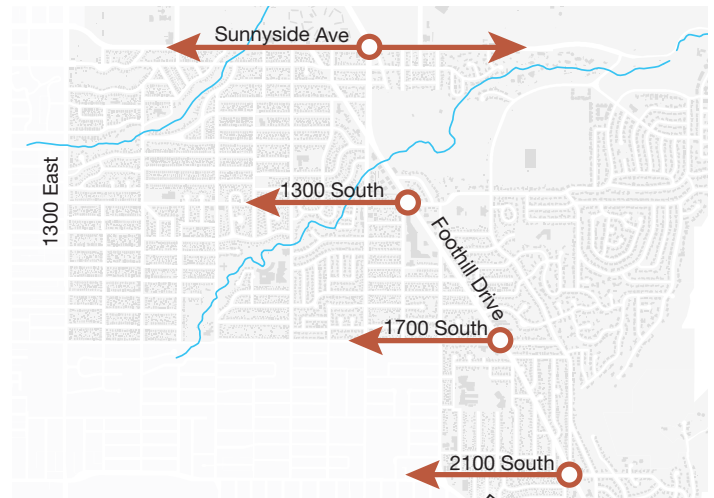 Sunnyside Ave
1300 East
1300 South
Foothill Drive
1700 South
2100 South